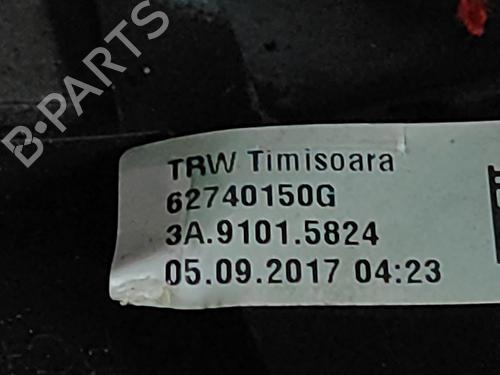 B-PARTS
TRW Timisoara
62740150G
3A.9101.5824
05.09.2017 04:23